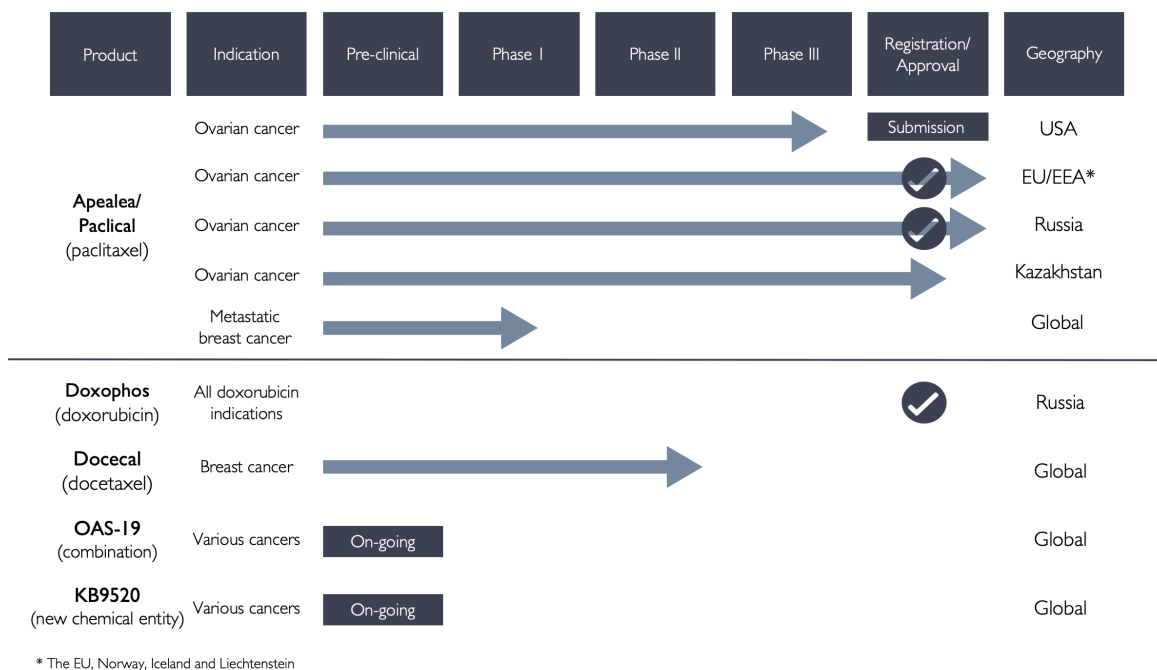 Product
Indication
Pre-clinical
Phase I
Phase II
Phase III
Registration/
Approval
Geography
Apealea/
Paclical
(paclitaxel)
Ovarian cancer
Submission
USA
Ovarian cancer
EU/EEA*
Ovarian cancer
Russia
Ovarian cancer
Kazakhstan
Metastatic
breast cancer
Global
Doxophos
(doxorubicin)
All doxorubicin
indications
Russia
Docecal
(docetaxel)
Breast cancer
Global
OAS-19
(combination)
Various cancers
On-going
Global
KB9520
(new chemical entity)
Various cancers
On-going
Global
* The EU, Norway, Iceland and Liechtenstein